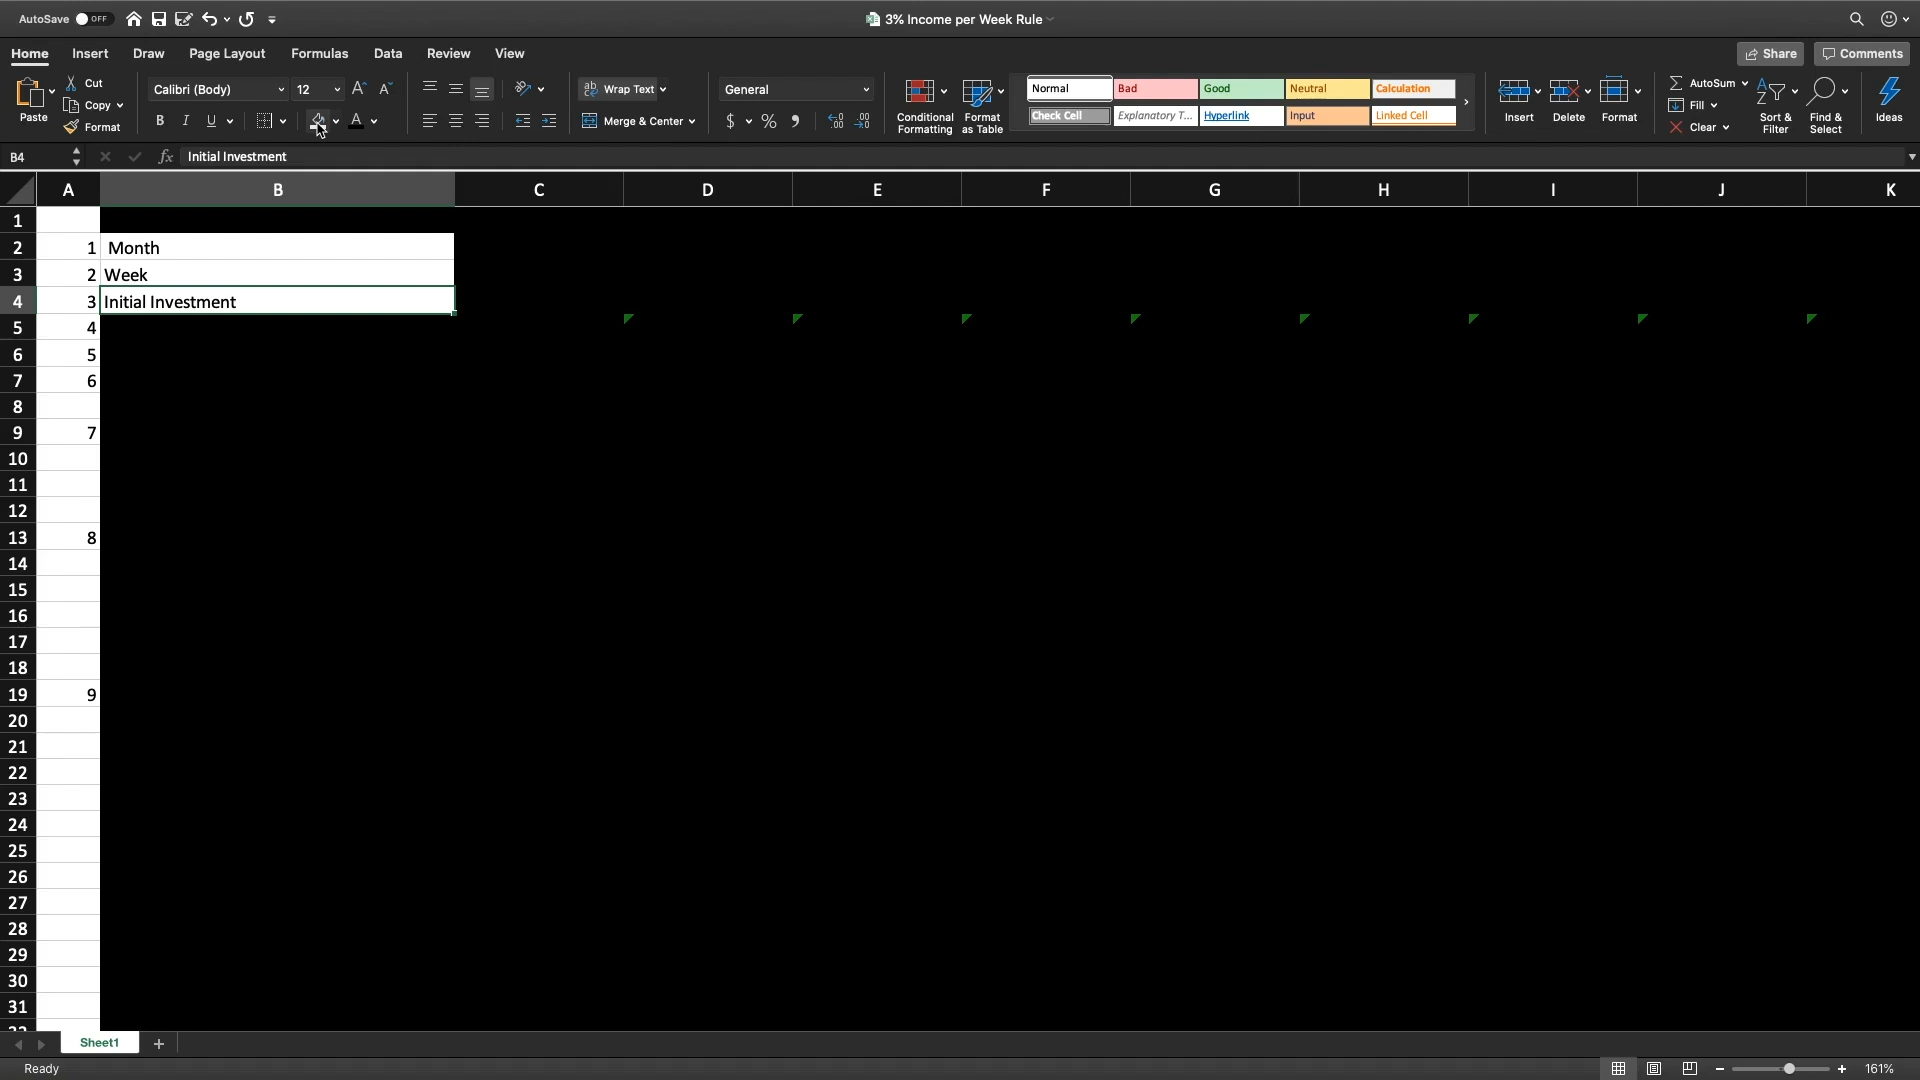 AutoSave OFF
3% Income per Week Rule
Home Insert Draw Page Layout Formulas Data Review View
Share Comments
Paste
Cut
Copy
Format
Calibri (Body) 12
B I U A
Wrap Text
Merge & Center
General
$ %
Conditional Formatting
Format as Table
Normal Bad Good Neutral Calculation
Check Cell Explanatory T... Hyperlink Input Linked Cell
Insert Delete Format
AutoSum
Fill
Clear
Sort & Filter
Find & Select
Ideas
B4 fx Initial Investment
A B C D E F G H I J K
1
2 1 Month
3 2 Week
4 3 Initial Investment
5 4
6 5
7 6
8
9 7
10
11
12
13 8
14
15
16
17
18
19 9
20
21
22
23
24
25
26
27
28
29
30
31
Sheet1 +
Ready
161%